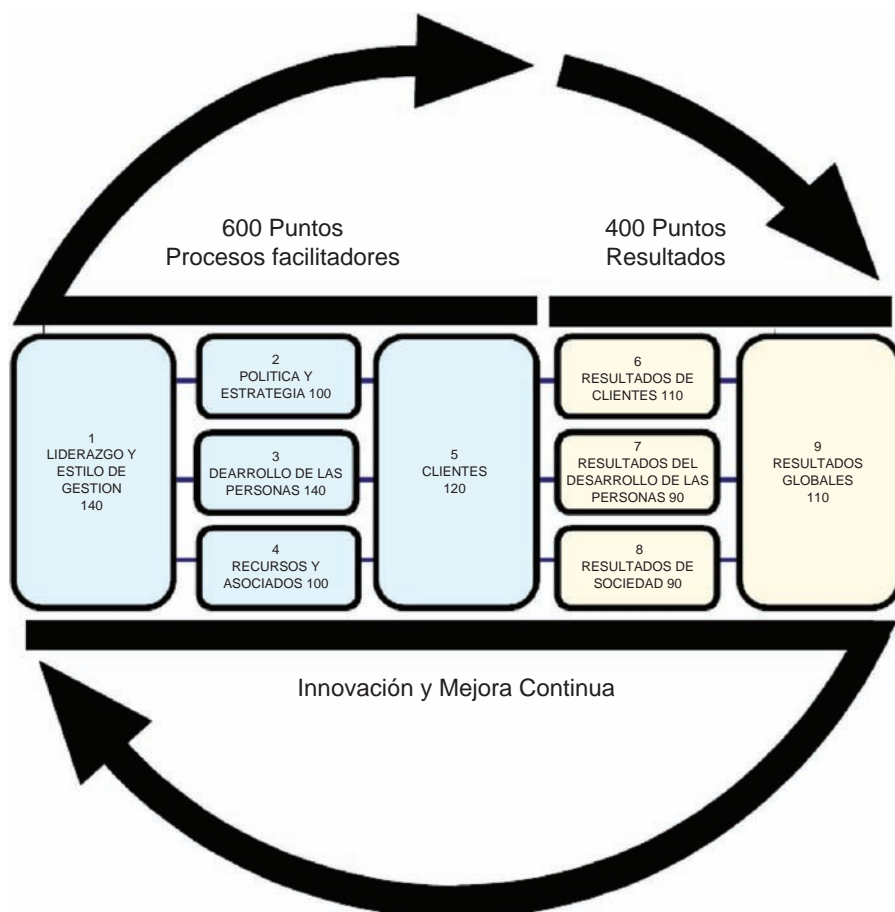 600 Puntos
Procesos facilitadores
400 Puntos
Resultados
1
LIDERAZGO Y
ESTILO DE
GESTION
140
2
POLITICA Y
ESTRATEGIA 100
3
DEARROLLO DE LAS
PERSONAS 140
4
RECURSOS Y
ASOCIADOS 100
5
CLIENTES
120
6
RESULTADOS DE
CLIENTES 110
7
RESULTADOS DEL
DESARROLLO DE LAS
PERSONAS 90
8
RESULTADOS DE
SOCIEDAD 90
9
RESULTADOS
GLOBALES
110
Innovación y Mejora Continua